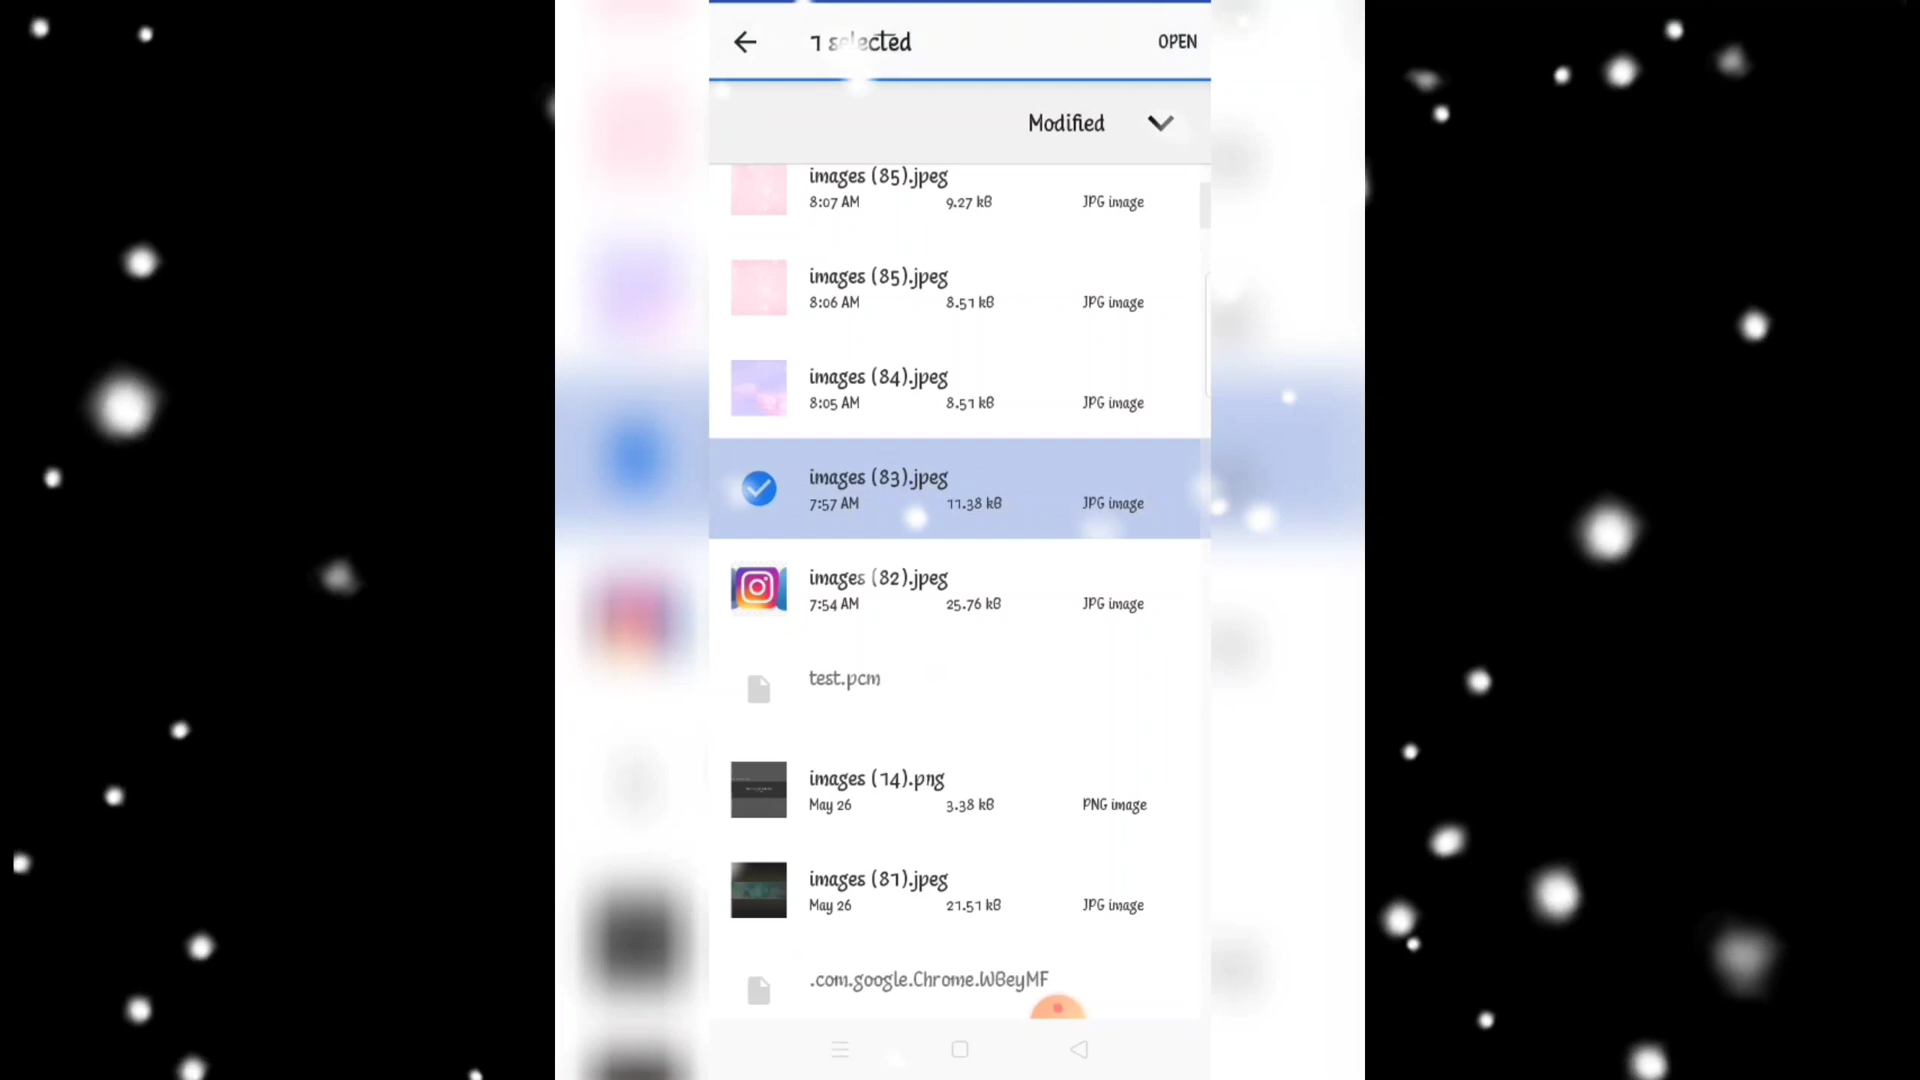 1 selected
OPEN
Modified
images (85).jpeg
8:07 AM 9.27 kB JPG image
images (85).jpeg
8:06 AM 8.51 kB JPG image
images (84).jpeg
8:05 AM 8.51 kB JPG image
images (83).jpeg
7:57 AM 11.38 kB JPG image
images (82).jpeg
7:54 AM 25.76 kB JPG image
test.pcm
images (14).png
May 26 3.38 kB PNG image
images (81).jpeg
May 26 21.51 kB JPG image
.com.google.Chrome.WBeyMF